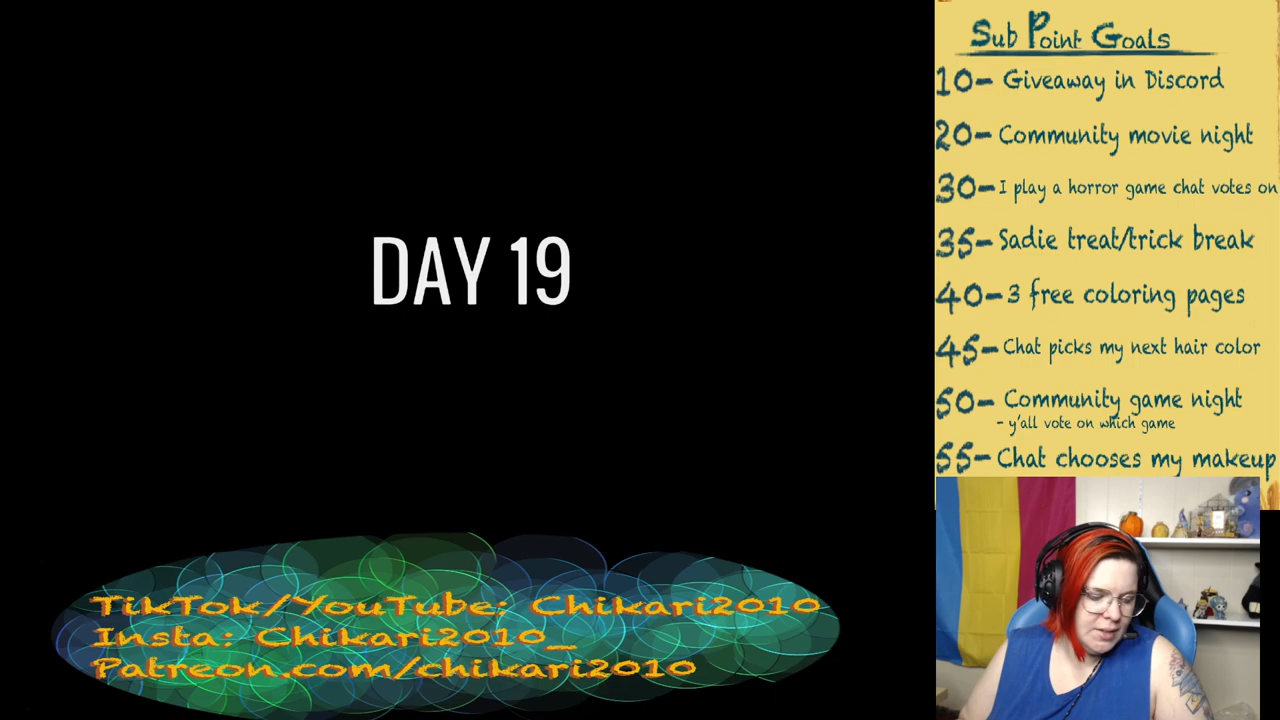 DAY 19
Sub Point Goals
10- Giveaway in Discord
20- Community movie night
30- I play a horror game chat votes on
35- Sadie treat/trick break
40- 3 free coloring pages
45- Chat picks my next hair color
50- Community game night
- y'all vote on which game
55- Chat chooses my makeup
TikTok/YouTube: Chikari2010
Insta: Chikari2010_
Patreon.com/chikari2010